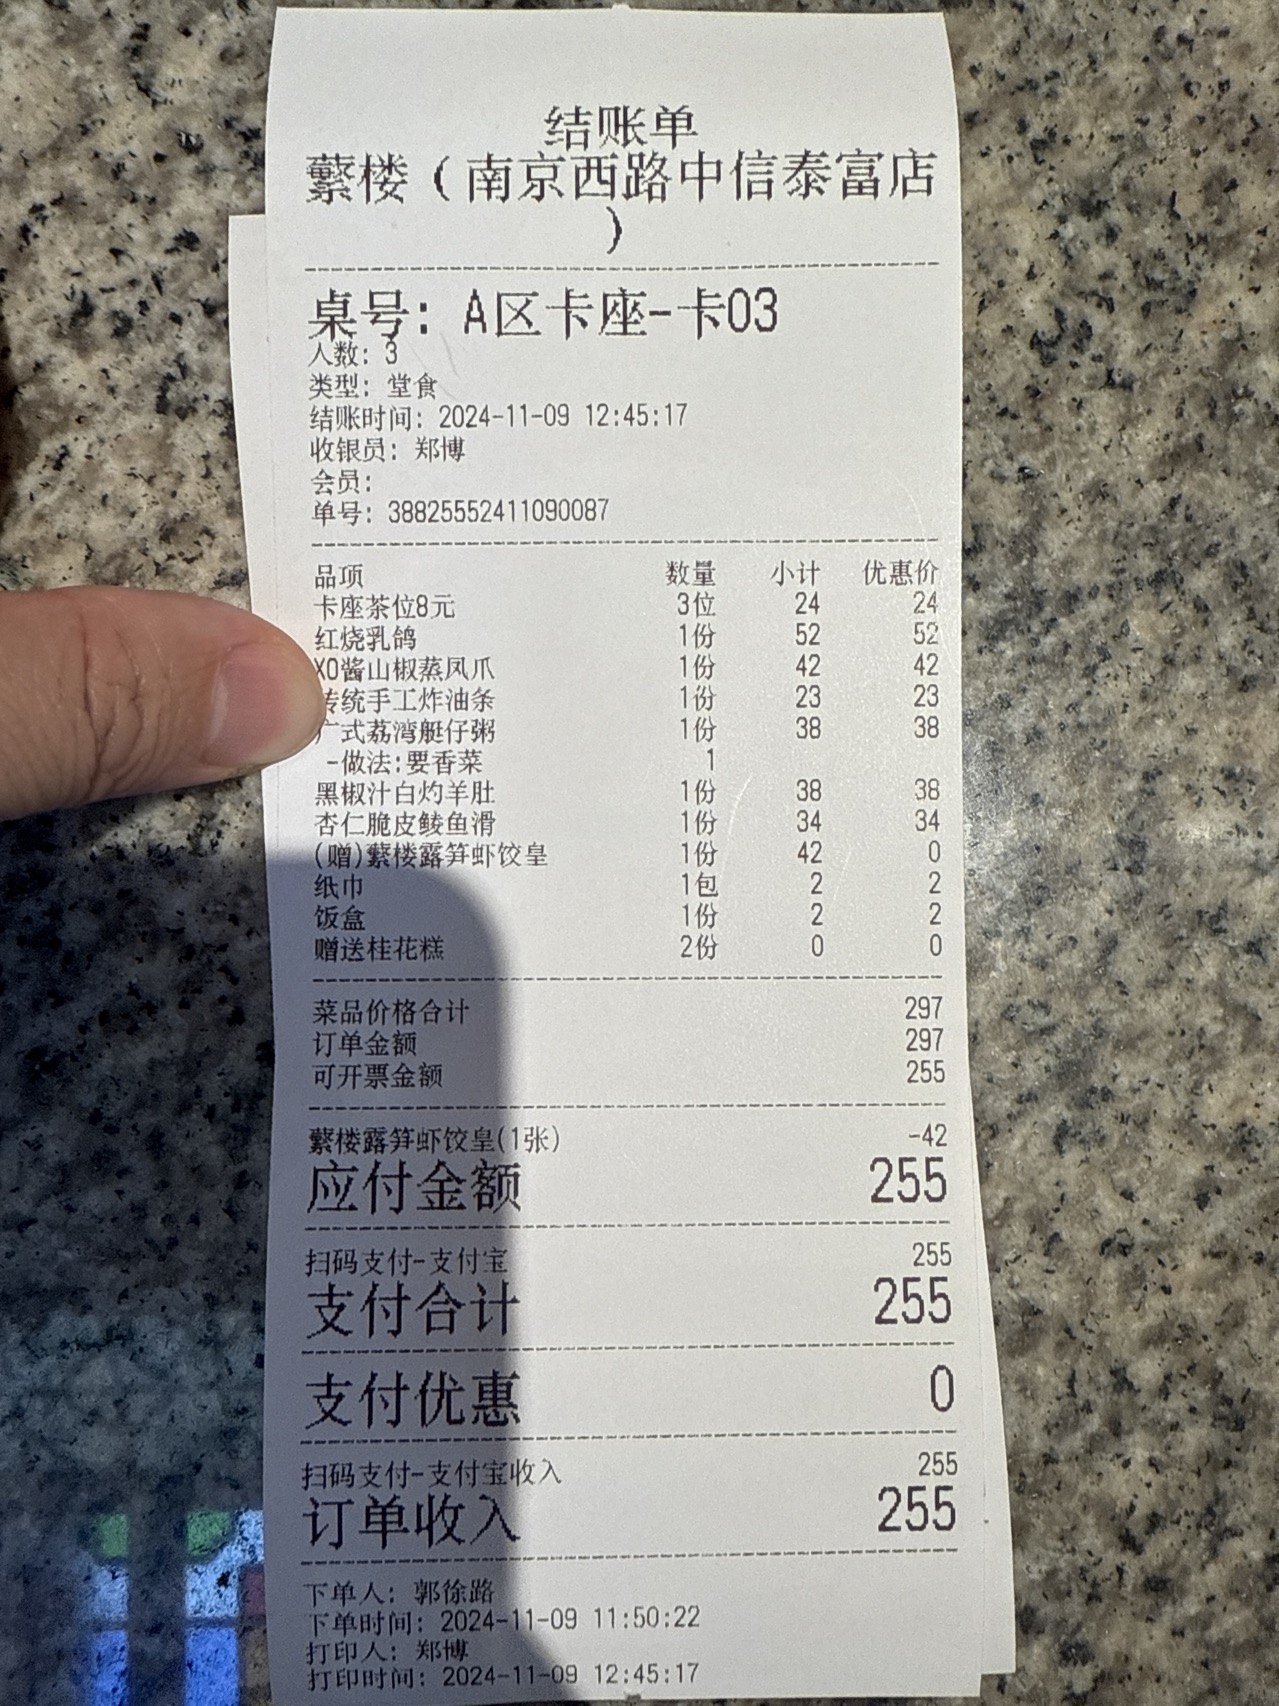 结账单
蘩楼（南京西路中信泰富店
）
桌号: A区卡座-卡03
人数: 3
类型: 堂食
结账时间: 2024-11-09 12:45:17
收银员: 郑博
会员:
单号: 38825552411090087
品项 数量 小计 优惠价
卡座茶位8元 3位 24 24
红烧乳鸽 1份 52 52
XO酱山椒蒸凤爪 1份 42 42
传统手工炸油条 1份 23 23
广式荔湾艇仔粥 1份 38 38
-做法:要香菜 1
黑椒汁白灼羊肚 1份 38 38
杏仁脆皮鲮鱼滑 1份 34 34
(赠)蘩楼露笋虾饺皇 1份 42 0
纸巾 1包 2 2
饭盒 1份 2 2
赠送桂花糕 2份 0 0
菜品价格合计 297
订单金额 297
可开票金额 255
蘩楼露笋虾饺皇(1张) -42
应付金额 255
扫码支付-支付宝 255
支付合计 255
支付优惠 0
扫码支付-支付宝收入 255
订单收入 255
下单人: 郭徐路
下单时间: 2024-11-09 11:50:22
打印人: 郑博
打印时间: 2024-11-09 12:45:17